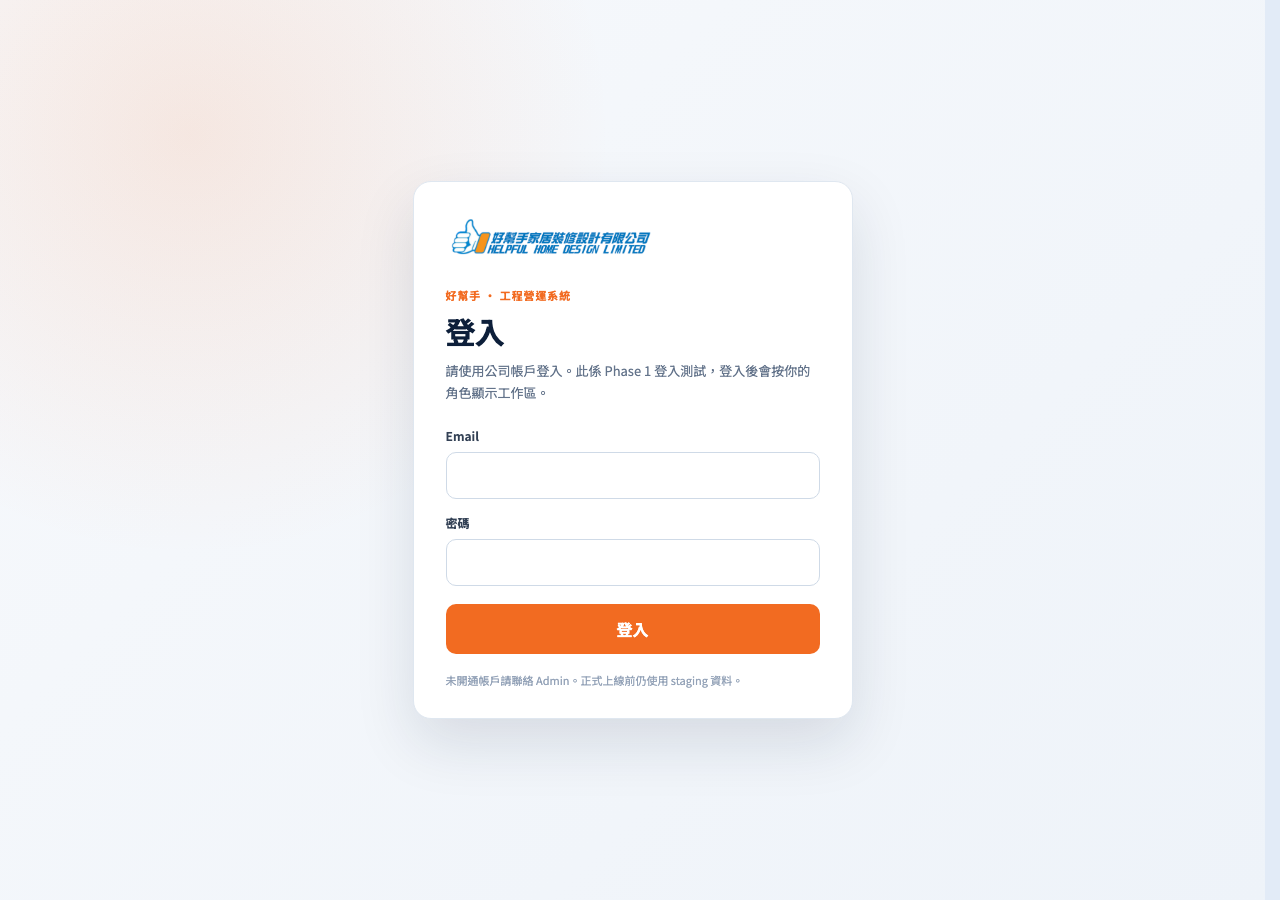 好幫手家居裝修設計有限公司
HELPFUL HOME DESIGN LIMITED
好幫手 · 工程營運系統
登入
請使用公司帳戶登入。此係 Phase 1 登入測試，登入後會按你的
角色顯示工作區。
Email
密碼
登入
未開通帳戶請聯絡 Admin。正式上線前仍使用 staging 資料。